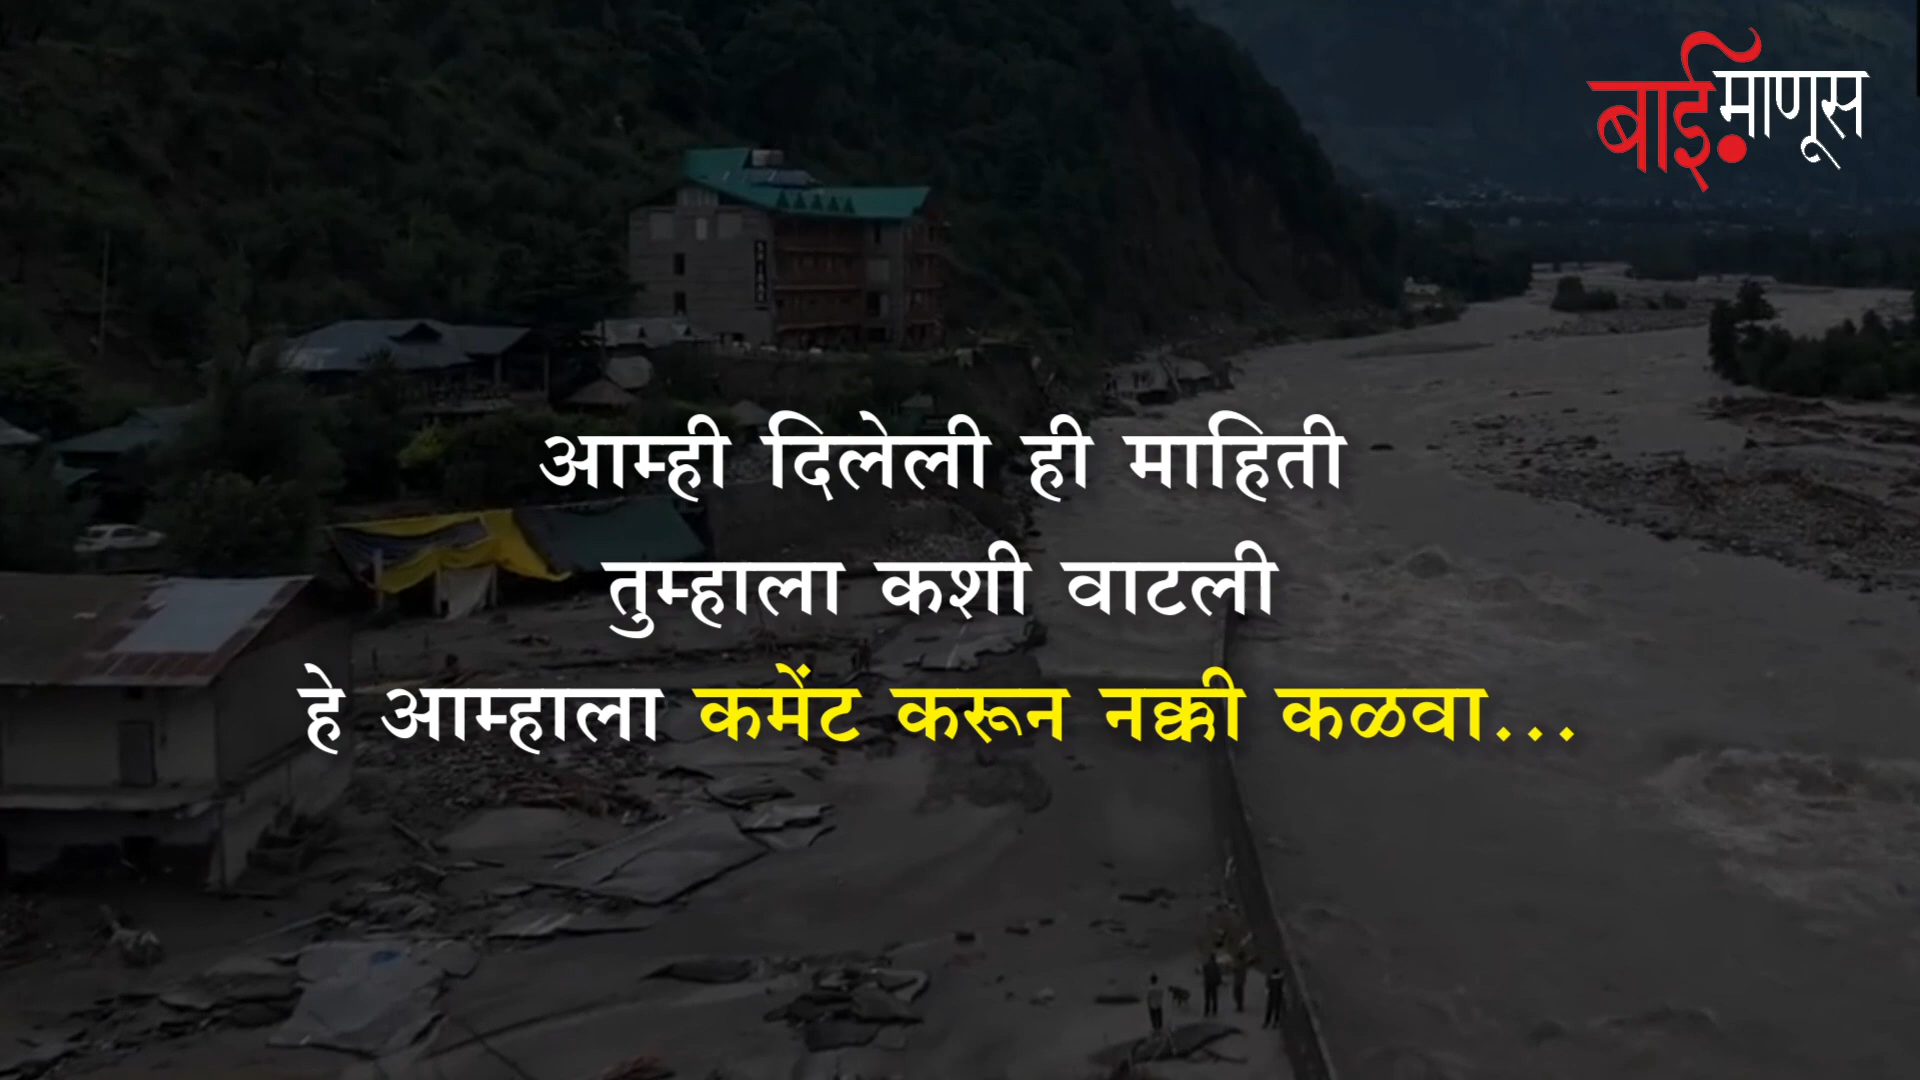 बाईमाणूस
आम्ही दिलेली ही माहिती
तुम्हाला कशी वाटली
हे आम्हाला कमेंट करून नक्की कळवा...